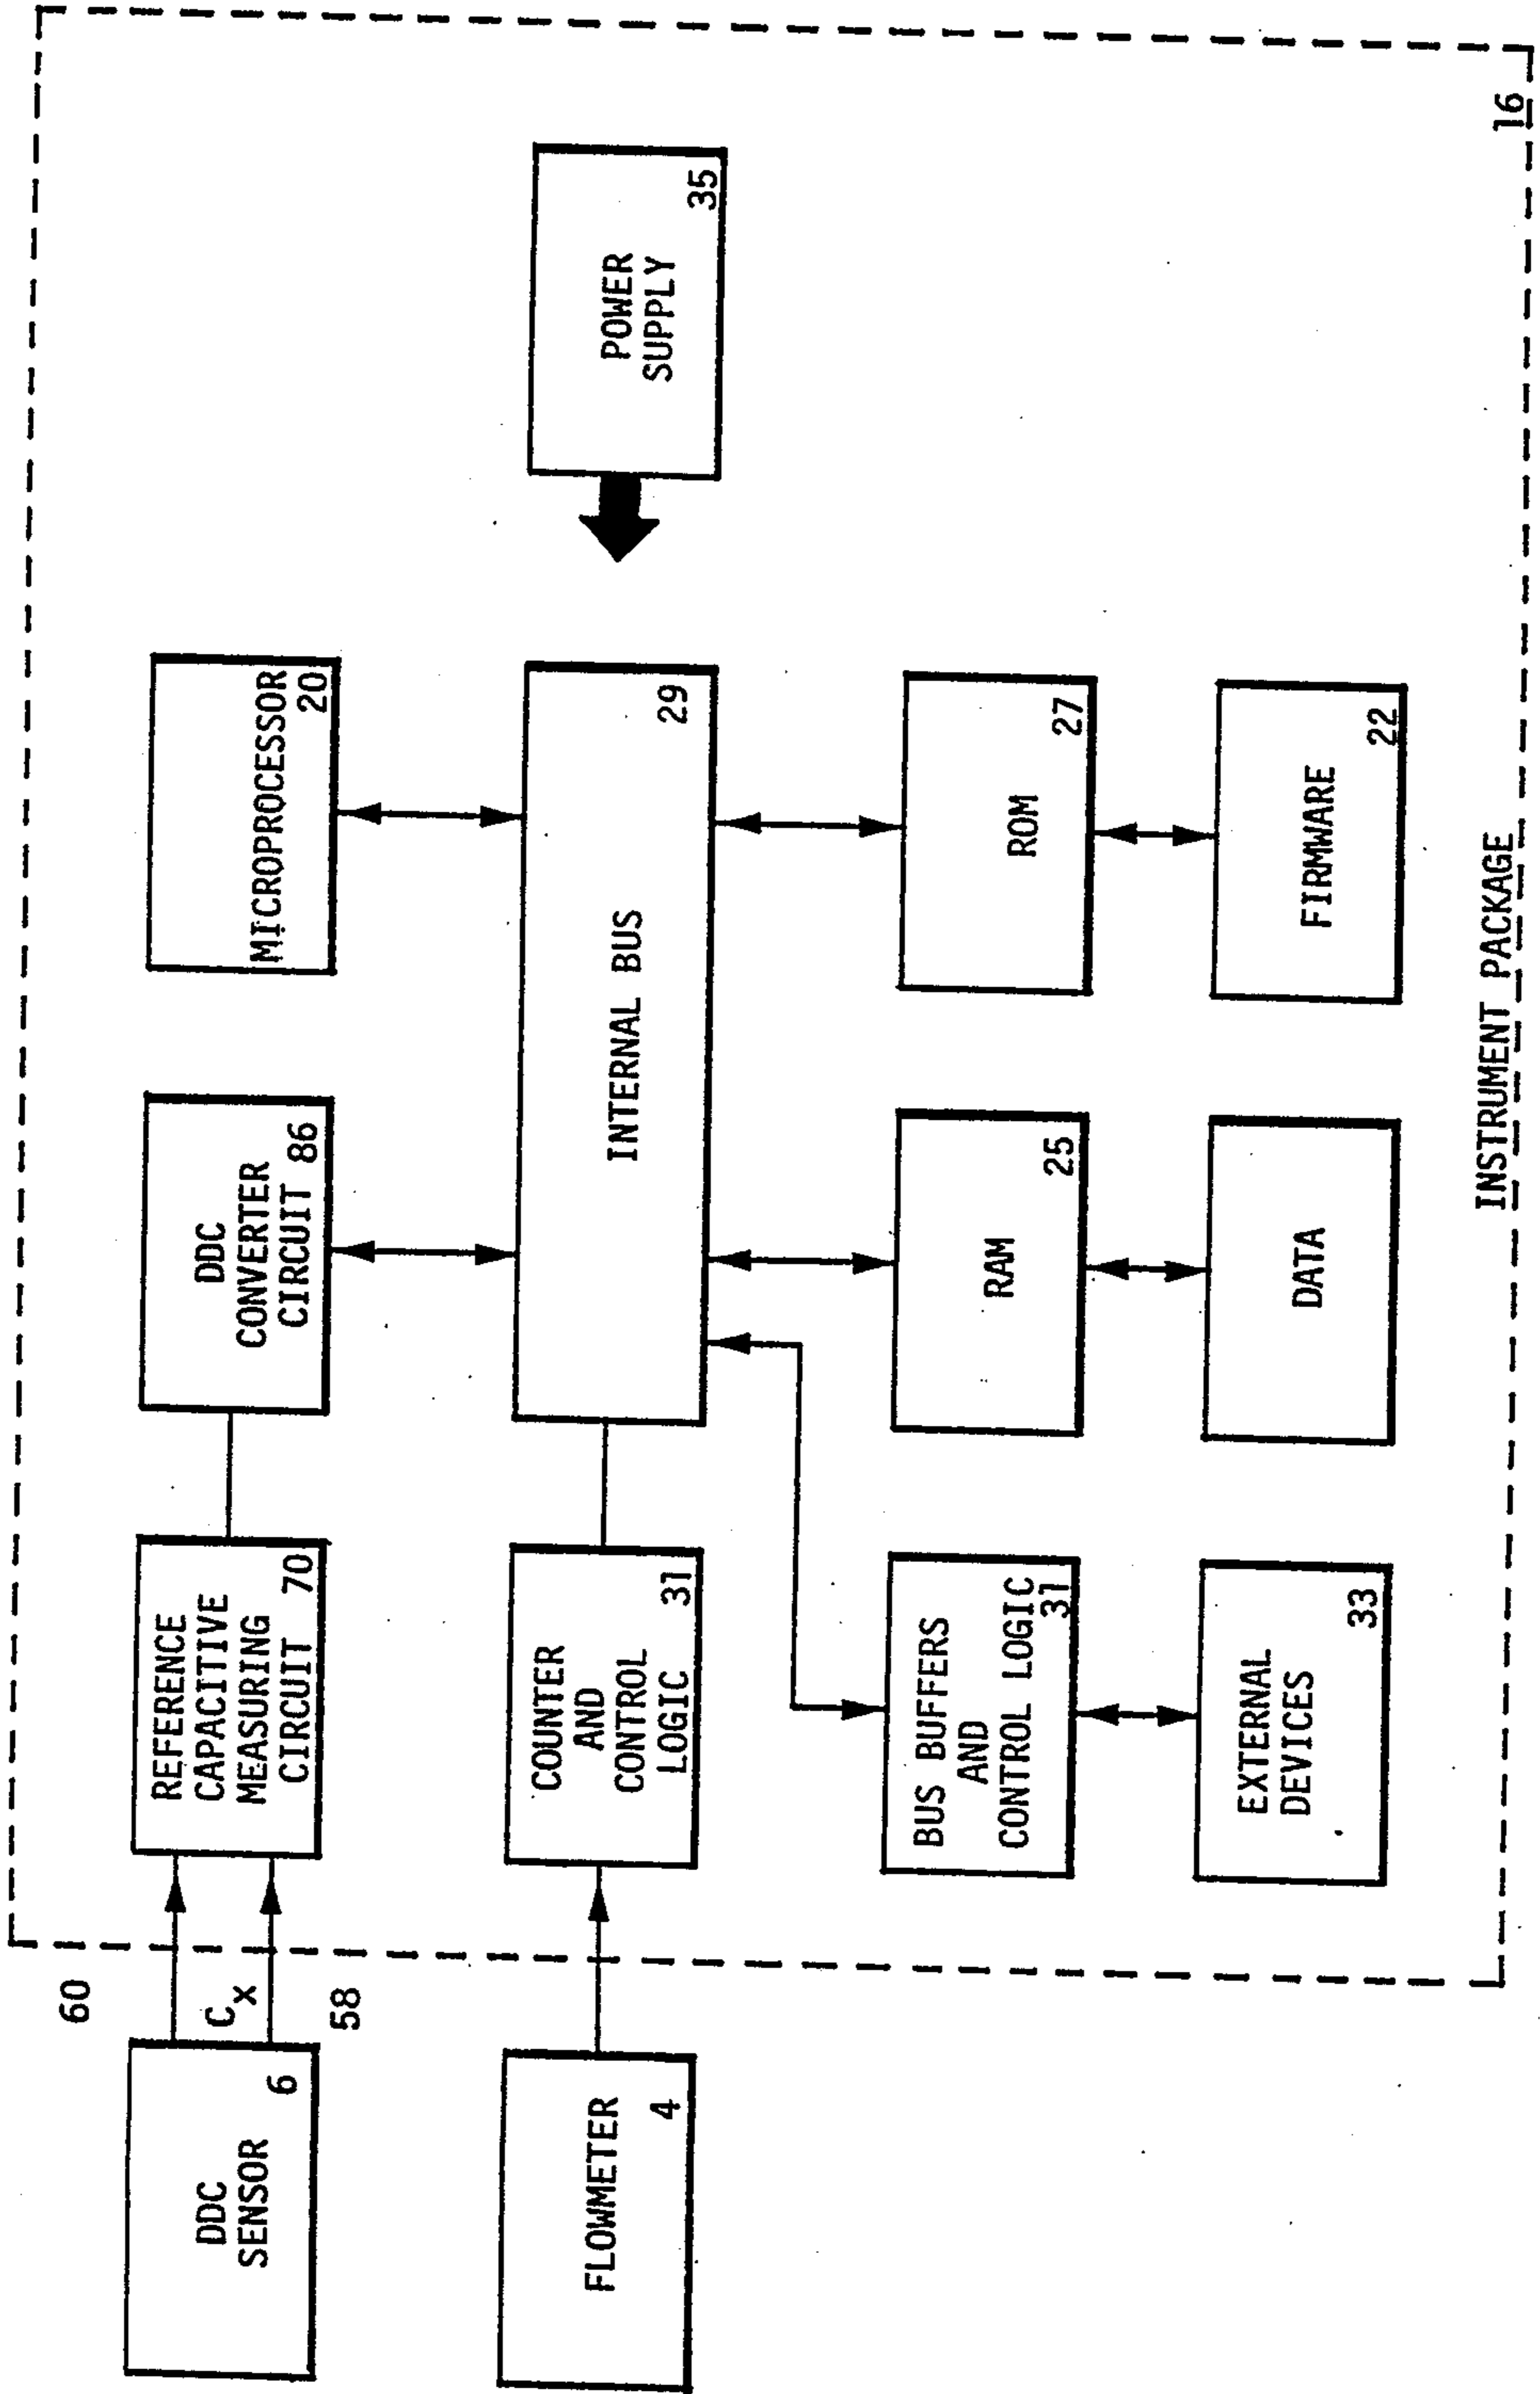 60
DDC
SENSOR
6
C x
58
REFERENCE
CAPACITIVE
MEASURING
CIRCUIT 70
DDC
CONVERTER
CIRCUIT 86
MICROPROCESSOR
20
FLOWMETER
4
COUNTER
AND
CONTROL
LOGIC
31
INTERNAL BUS
29
POWER
SUPPLY
35
BUS BUFFERS
AND
CONTROL LOGIC
31
RAM
25
ROM
27
EXTERNAL
DEVICES
33
DATA
FIRMWARE
22
INSTRUMENT PACKAGE
16